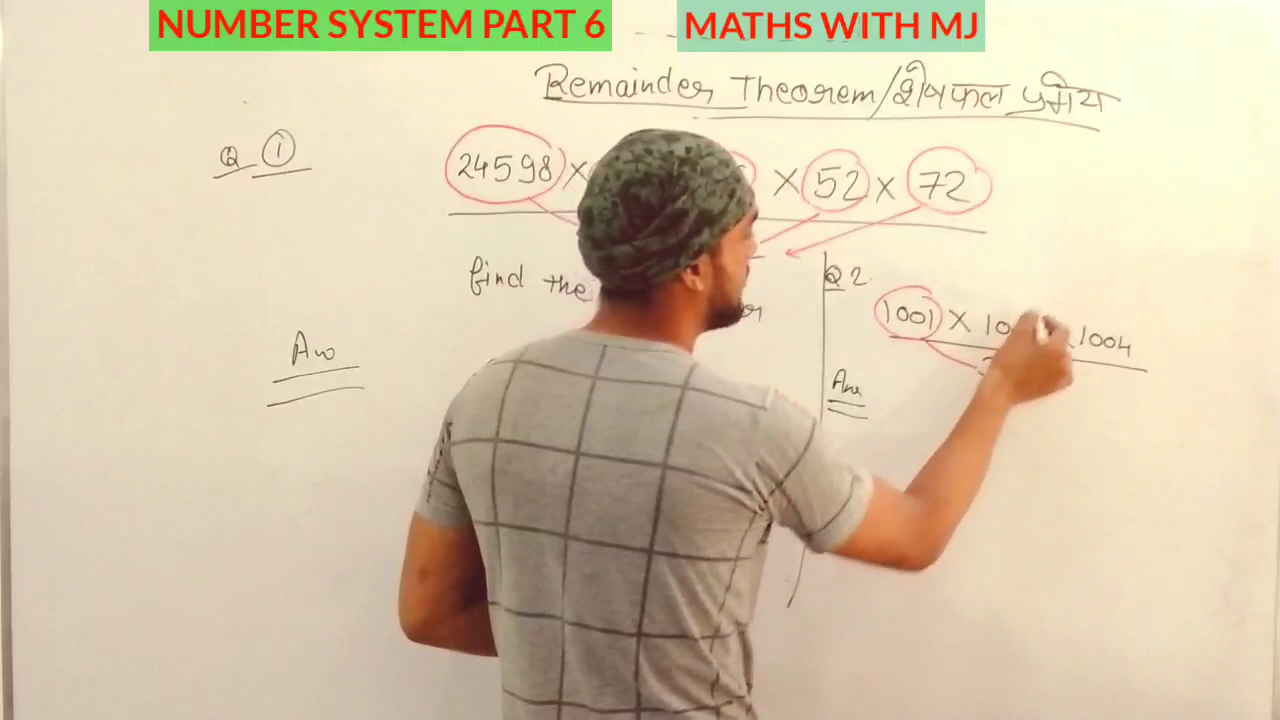 NUMBER SYSTEM PART 6
MATHS WITH MJ
Remainder Theorem/शेषफल प्रमेय
Q 1
24598 × × 52 × 72
find the
Q 2
1001 × 10 1004
Ans
Ans